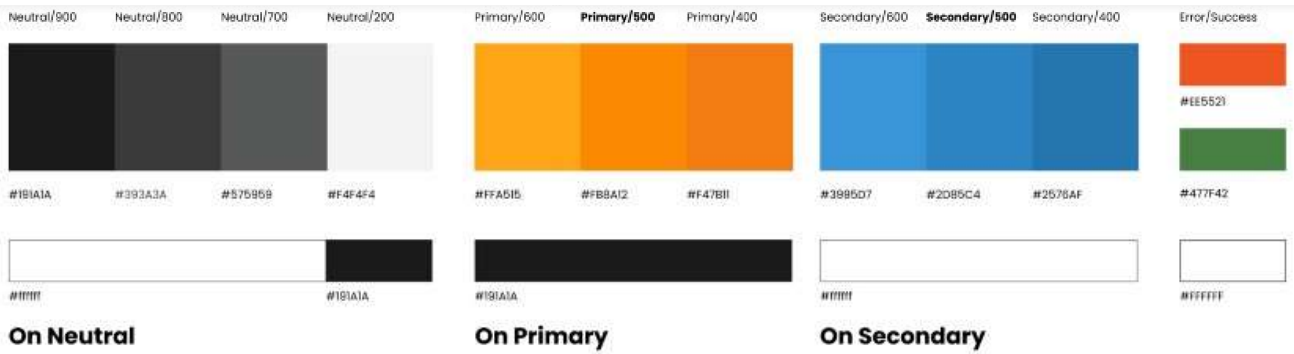 Neutral/900 Neutral/800 Neutral/700 Neutral/200 Primary/600 Primary/500 Primary/400 Secondary/600 Secondary/500 Secondary/400 Error/Success
#EE5521
#191A1A #393A3A #575959 #F4F4F4 #FFA515 #FB8A12 #F47B11 #3995D7 #2D85C4 #2576AF #477F42
#ffffff #191A1A #191A1A #ffffff #FFFFFF
On Neutral On Primary On Secondary